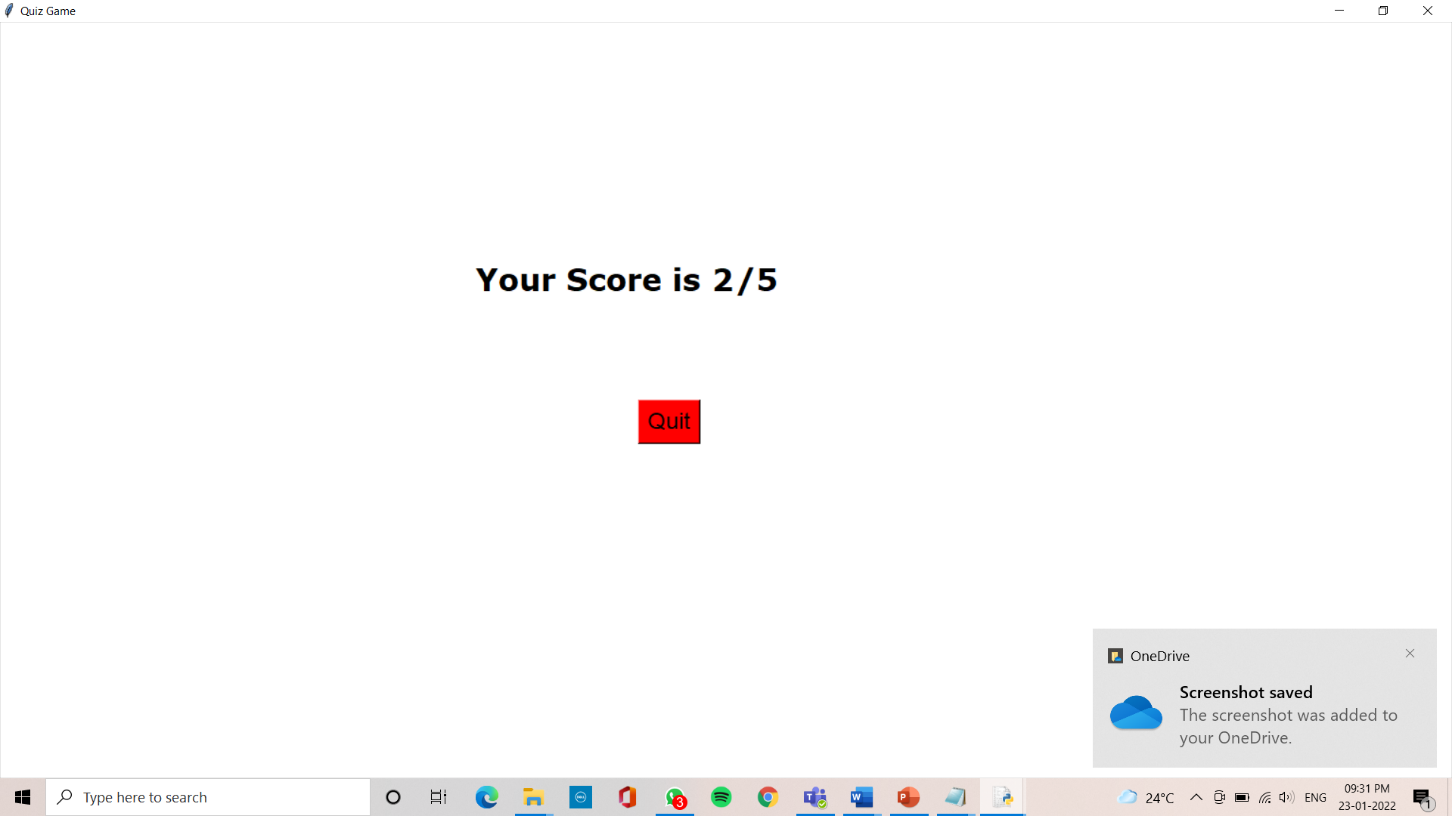 Quiz Game
Your Score is 2/5
Quit
OneDrive
Screenshot saved
The screenshot was added to
your OneDrive.
Type here to search
3
24°C
ENG
09:31 PM
23-01-2022
1